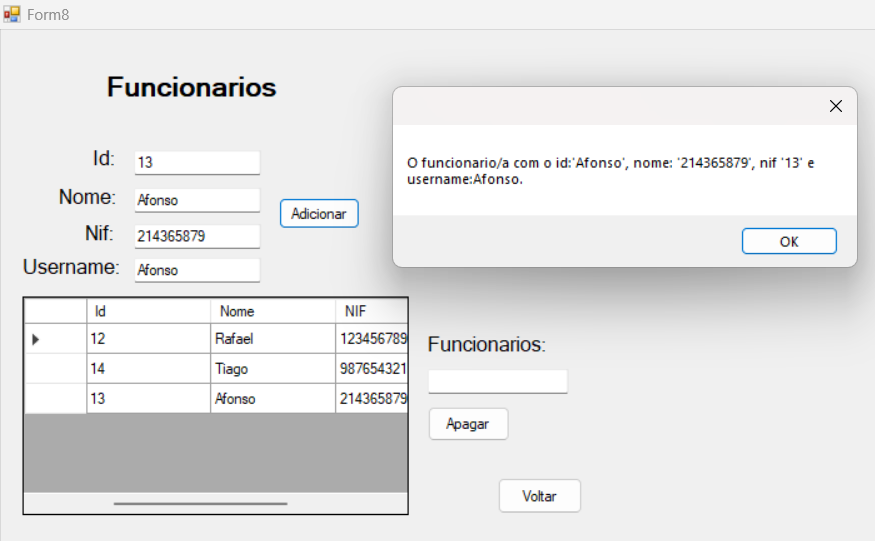 Form8
Funcionarios
O funcionario/a com o id:'Afonso', nome: '214365879', nif '13' e
username:Afonso.
OK
Id: 13
Nome: Afonso
Adicionar
Nif: 214365879
Username: Afonso
Id Nome NIF
12 Rafael 123456789
14 Tiago 987654321
13 Afonso 214365879
Funcionarios:
Apagar
Voltar